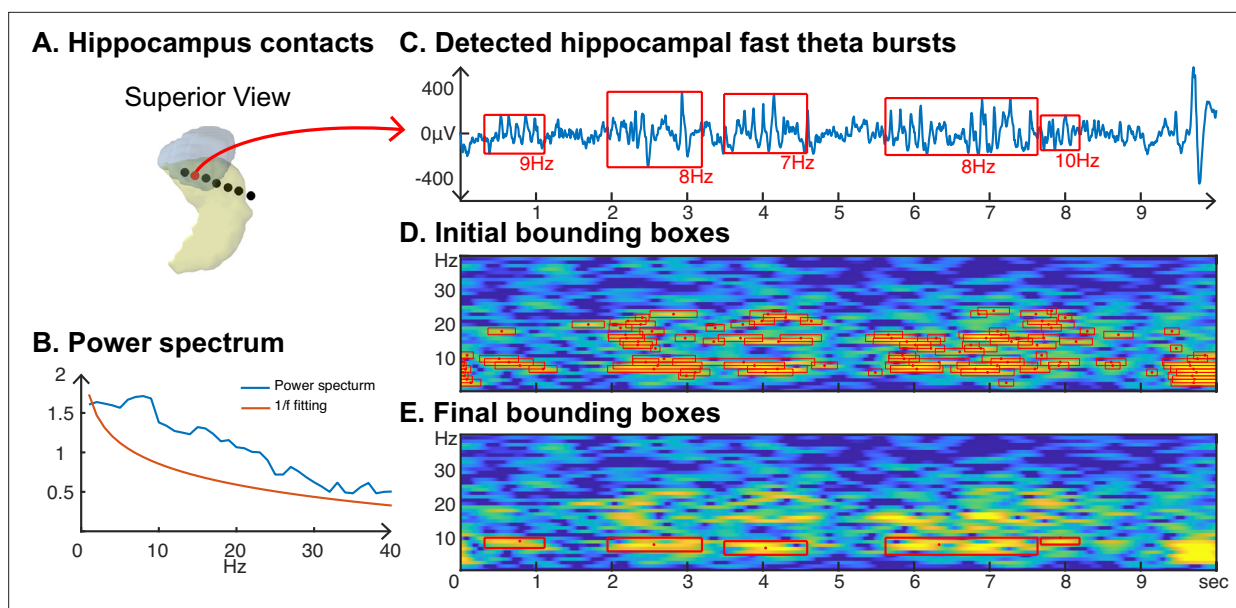 A. Hippocampus contacts
Superior View
B. Power spectrum
2
1.5
1
0.5
Power specturm
1/f fitting
10 20 30 40
Hz
C. Detected hippocampal fast theta bursts
400
0µV
-400
9Hz
8Hz
7Hz
8Hz
10Hz
1 2 3 4 5 6 7 8 9
D. Initial bounding boxes
Hz
30
20
10
E. Final bounding boxes
Hz
30
20
10
0 1 2 3 4 5 6 7 8 9 sec